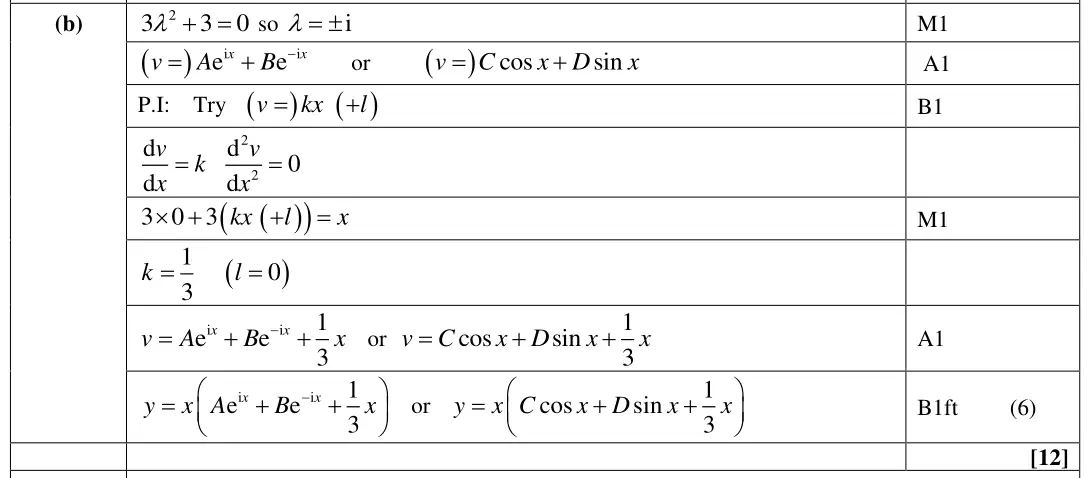 (b) 3λ² + 3 = 0 so λ = ±i M1
(v =) Ae^{ix} + Be^{−ix} or (v =) C cos x + D sin x A1
P.I: Try (v =) kx (+l) B1
dv/dx = k d²v/dx² = 0
3×0 + 3(kx (+l)) = x M1
k = 1/3 (l = 0)
v = Ae^{ix} + Be^{−ix} + 1/3 x or v = C cos x + D sin x + 1/3 x A1
y = x(Ae^{ix} + Be^{−ix} + 1/3 x) or y = x(C cos x + D sin x + 1/3 x) B1ft (6)
[12]